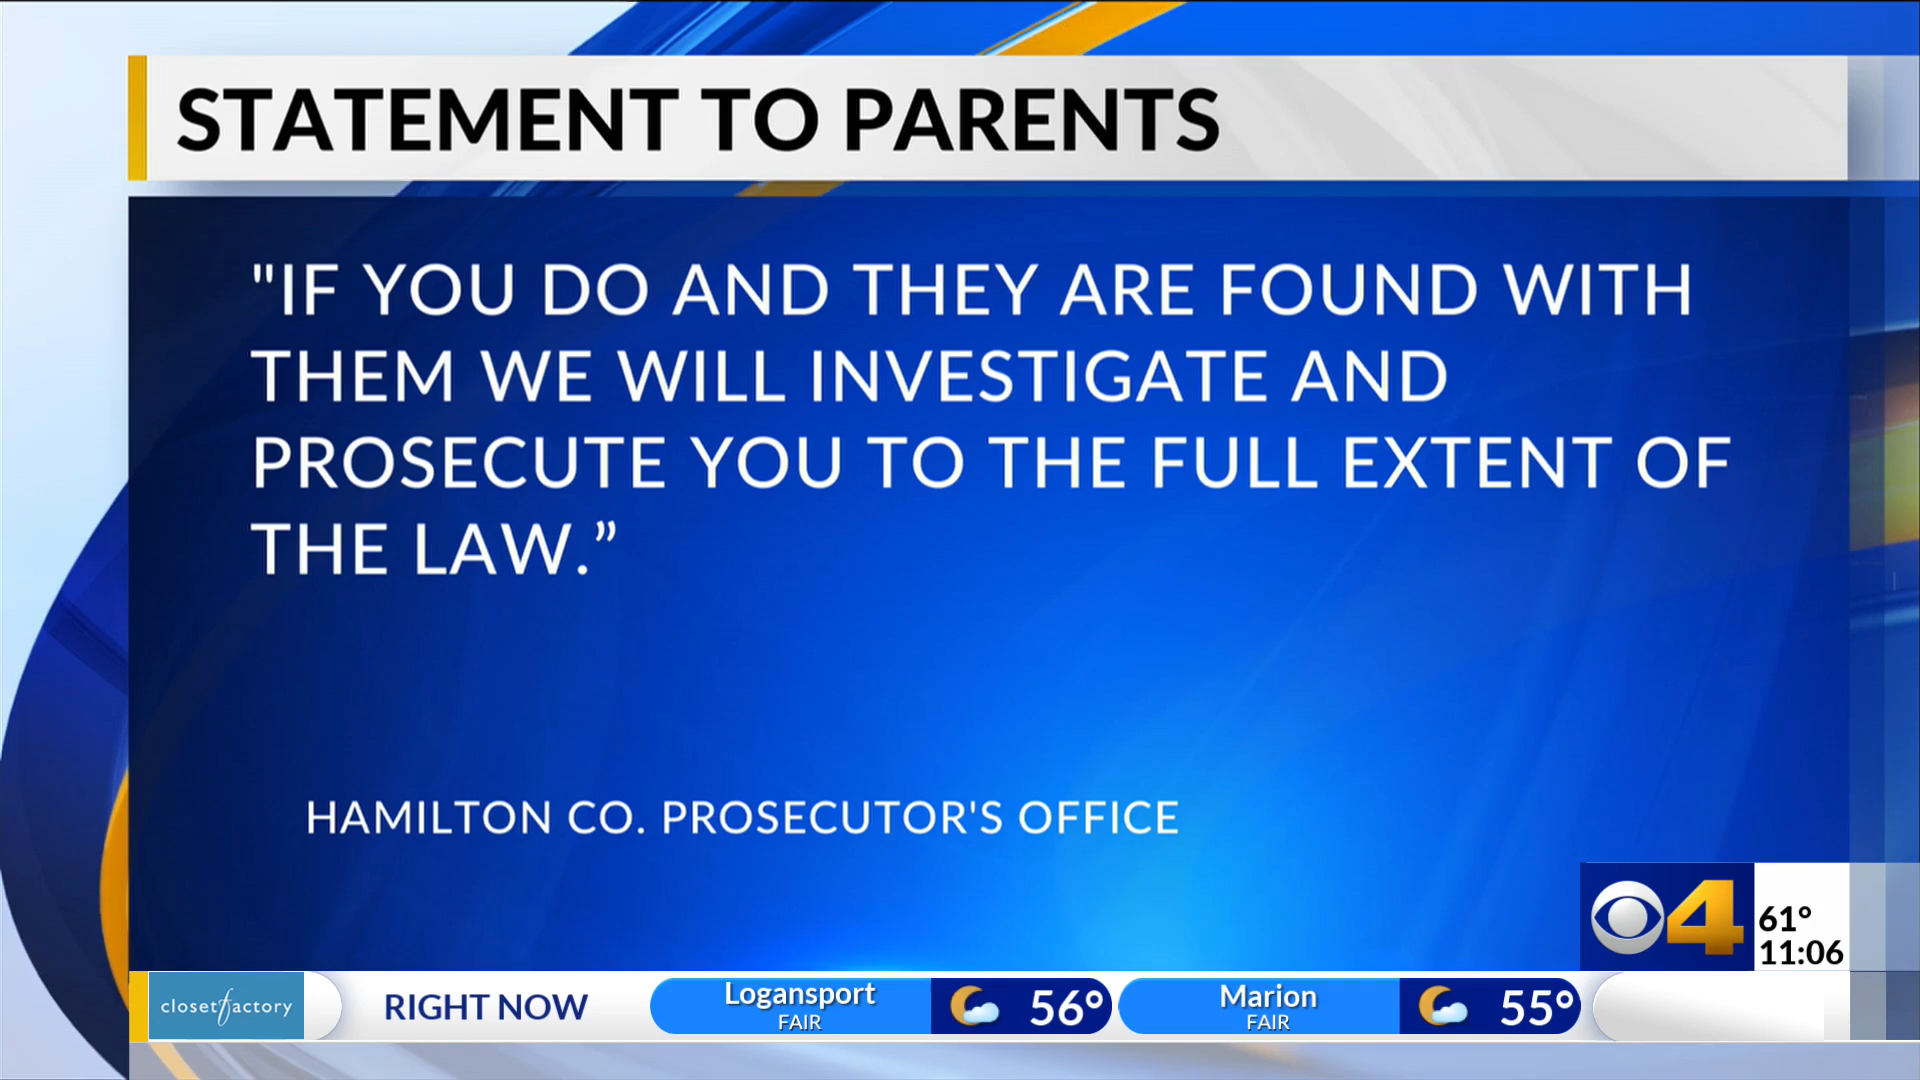 STATEMENT TO PARENTS
"IF YOU DO AND THEY ARE FOUND WITH
THEM WE WILL INVESTIGATE AND
PROSECUTE YOU TO THE FULL EXTENT OF
THE LAW.”
HAMILTON CO. PROSECUTOR'S OFFICE
4
61°
11:06
closetfactory
RIGHT NOW
Logansport
FAIR
56°
Marion
FAIR
55°